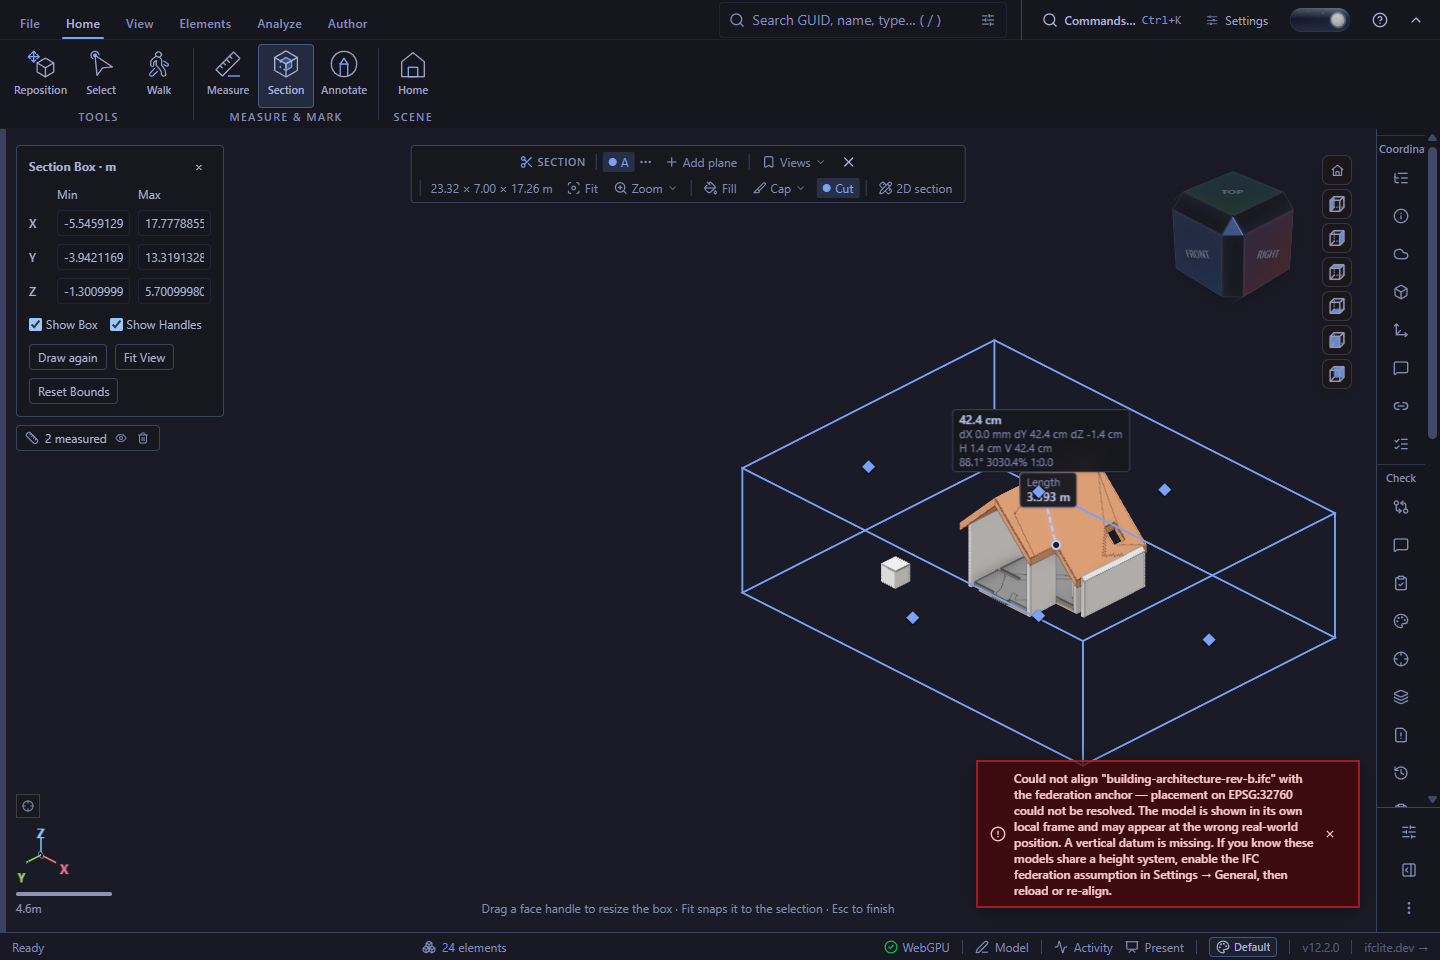 File
Home
View
Elements
Analyze
Author
Search GUID, name, type... ( / )
Commands... Ctrl+K
Settings
Reposition
Select
Walk
Measure
Section
Annotate
Home
TOOLS
MEASURE & MARK
SCENE
Section Box · m
Min
Max
X
-5.5459129
17.7778855
Y
-3.9421169
13.3191328
Z
-1.3009999
5.70099980
Show Box
Show Handles
Draw again
Fit View
Reset Bounds
2 measured
SECTION
A
Add plane
Views
23.32 × 7.00 × 17.26 m
Fit
Zoom
Fill
Cap
Cut
2D section
TOP
FRONT
RIGHT
Coordina
Check
42.4 cm
dX 0.0 mm dY 42.4 cm dZ -1.4 cm
H 1.4 cm V 42.4 cm
88.1° 3030.4% 1:0.0
Length
3.393 m
Could not align "building-architecture-rev-b.ifc" with
the federation anchor — placement on EPSG:32760
could not be resolved. The model is shown in its own
local frame and may appear at the wrong real-world
position. A vertical datum is missing. If you know these
models share a height system, enable the IFC
federation assumption in Settings → General, then
reload or re-align.
Z
X
Y
4.6m
Drag a face handle to resize the box · Fit snaps it to the selection · Esc to finish
Ready
24 elements
WebGPU
Model
Activity
Present
Default
v12.2.0
ifclite.dev →